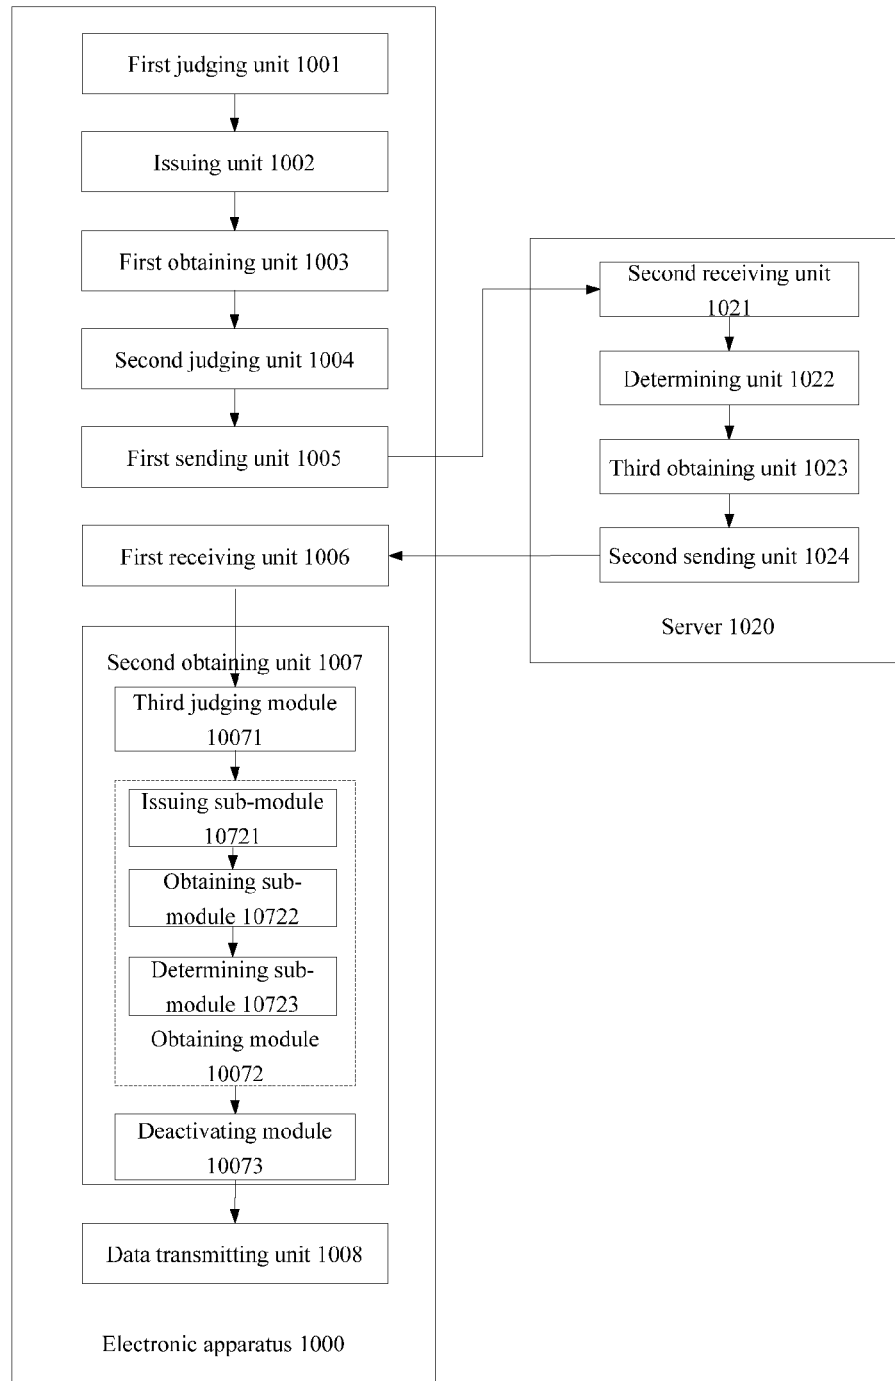 First judging unit 1001
Issuing unit 1002
First obtaining unit 1003
Second judging unit 1004
First sending unit 1005
First receiving unit 1006
Second obtaining unit 1007
Third judging module
10071
Issuing sub-module
10721
Obtaining sub-
module 10722
Determining sub-
module 10723
Obtaining module
10072
Deactivating module
10073
Data transmitting unit 1008
Electronic apparatus 1000
Second receiving unit
1021
Determining unit 1022
Third obtaining unit 1023
Second sending unit 1024
Server 1020